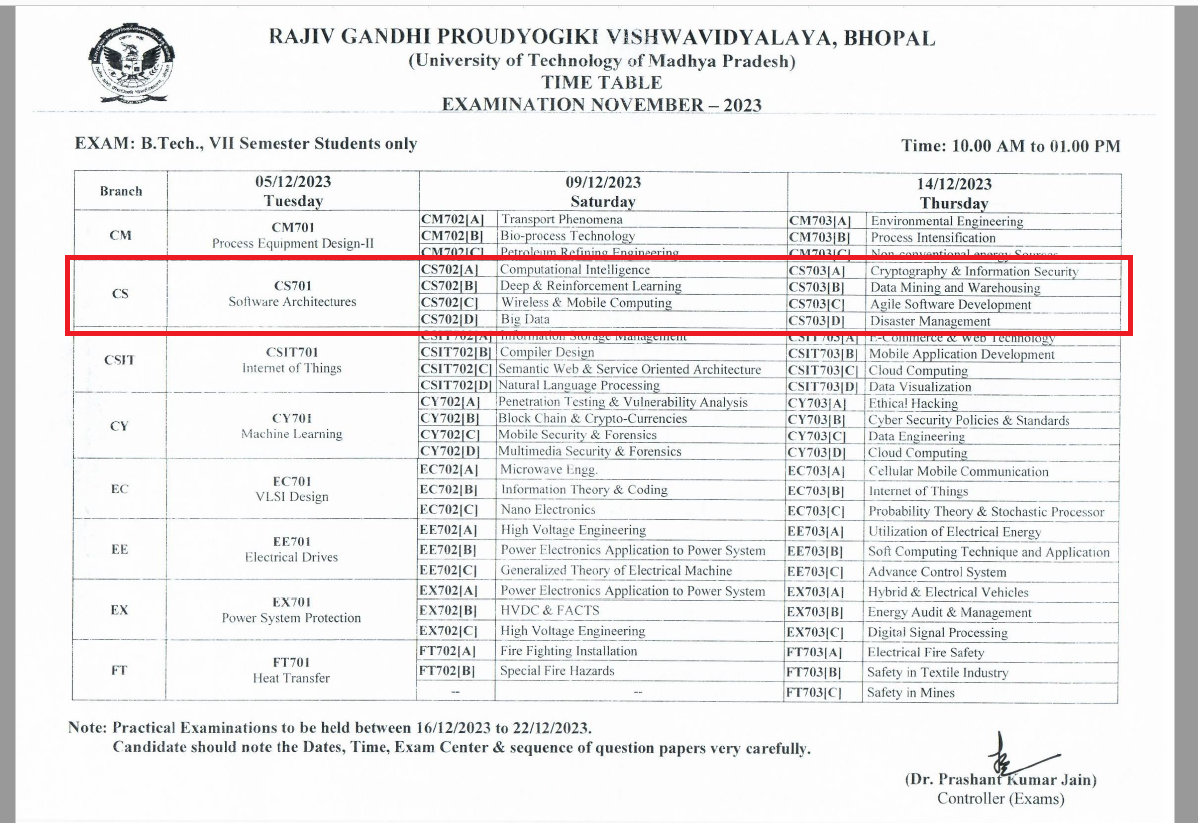 RAJIV GANDHI PROUDYOGIKI VISHWAVIDYALAYA, BHOPAL
(University of Technology of Madhya Pradesh)
TIME TABLE
EXAMINATION NOVEMBER – 2023
EXAM: B.Tech., VII Semester Students only
Time: 10.00 AM to 01.00 PM
Branch 05/12/2023 Tuesday 09/12/2023 Saturday 14/12/2023 Thursday
CM CM701 Process Equipment Design-II
CM702[A] Transport Phenomena CM703[A] Environmental Engineering
CM702[B] Bio-process Technology CM703[B] Process Intensification
CM702[C] Petroleum Refining Engineering CM703[C] Non-conventional energy Sources
CS CS701 Software Architectures
CS702[A] Computational Intelligence CS703[A] Cryptography & Information Security
CS702[B] Deep & Reinforcement Learning CS703[B] Data Mining and Warehousing
CS702[C] Wireless & Mobile Computing CS703[C] Agile Software Development
CS702[D] Big Data CS703[D] Disaster Management
CSIT CSIT701 Internet of Things
CSIT702[A] Information Storage Management CSIT703[A] E-Commerce & Web Technology
CSIT702[B] Compiler Design CSIT703[B] Mobile Application Development
CSIT702[C] Semantic Web & Service Oriented Architecture CSIT703[C] Cloud Computing
CSIT702[D] Natural Language Processing CSIT703[D] Data Visualization
CY CY701 Machine Learning
CY702[A] Penetration Testing & Vulnerability Analysis CY703[A] Ethical Hacking
CY702[B] Block Chain & Crypto-Currencies CY703[B] Cyber Security Policies & Standards
CY702[C] Mobile Security & Forensics CY703[C] Data Engineering
CY702[D] Multimedia Security & Forensics CY703[D] Cloud Computing
EC EC701 VLSI Design
EC702[A] Microwave Engg. EC703[A] Cellular Mobile Communication
EC702[B] Information Theory & Coding EC703[B] Internet of Things
EC702[C] Nano Electronics EC703[C] Probability Theory & Stochastic Processor
EE EE701 Electrical Drives
EE702[A] High Voltage Engineering EE703[A] Utilization of Electrical Energy
EE702[B] Power Electronics Application to Power System EE703[B] Soft Computing Technique and Application
EE702[C] Generalized Theory of Electrical Machine EE703[C] Advance Control System
EX EX701 Power System Protection
EX702[A] Power Electronics Application to Power System EX703[A] Hybrid & Electrical Vehicles
EX702[B] HVDC & FACTS EX703[B] Energy Audit & Management
EX702[C] High Voltage Engineering EX703[C] Digital Signal Processing
FT FT701 Heat Transfer
FT702[A] Fire Fighting Installation FT703[A] Electrical Fire Safety
FT702[B] Special Fire Hazards FT703[B] Safety in Textile Industry
-- -- FT703[C] Safety in Mines
Note: Practical Examinations to be held between 16/12/2023 to 22/12/2023.
Candidate should note the Dates, Time, Exam Center & sequence of question papers very carefully.
(Dr. Prashant Kumar Jain)
Controller (Exams)